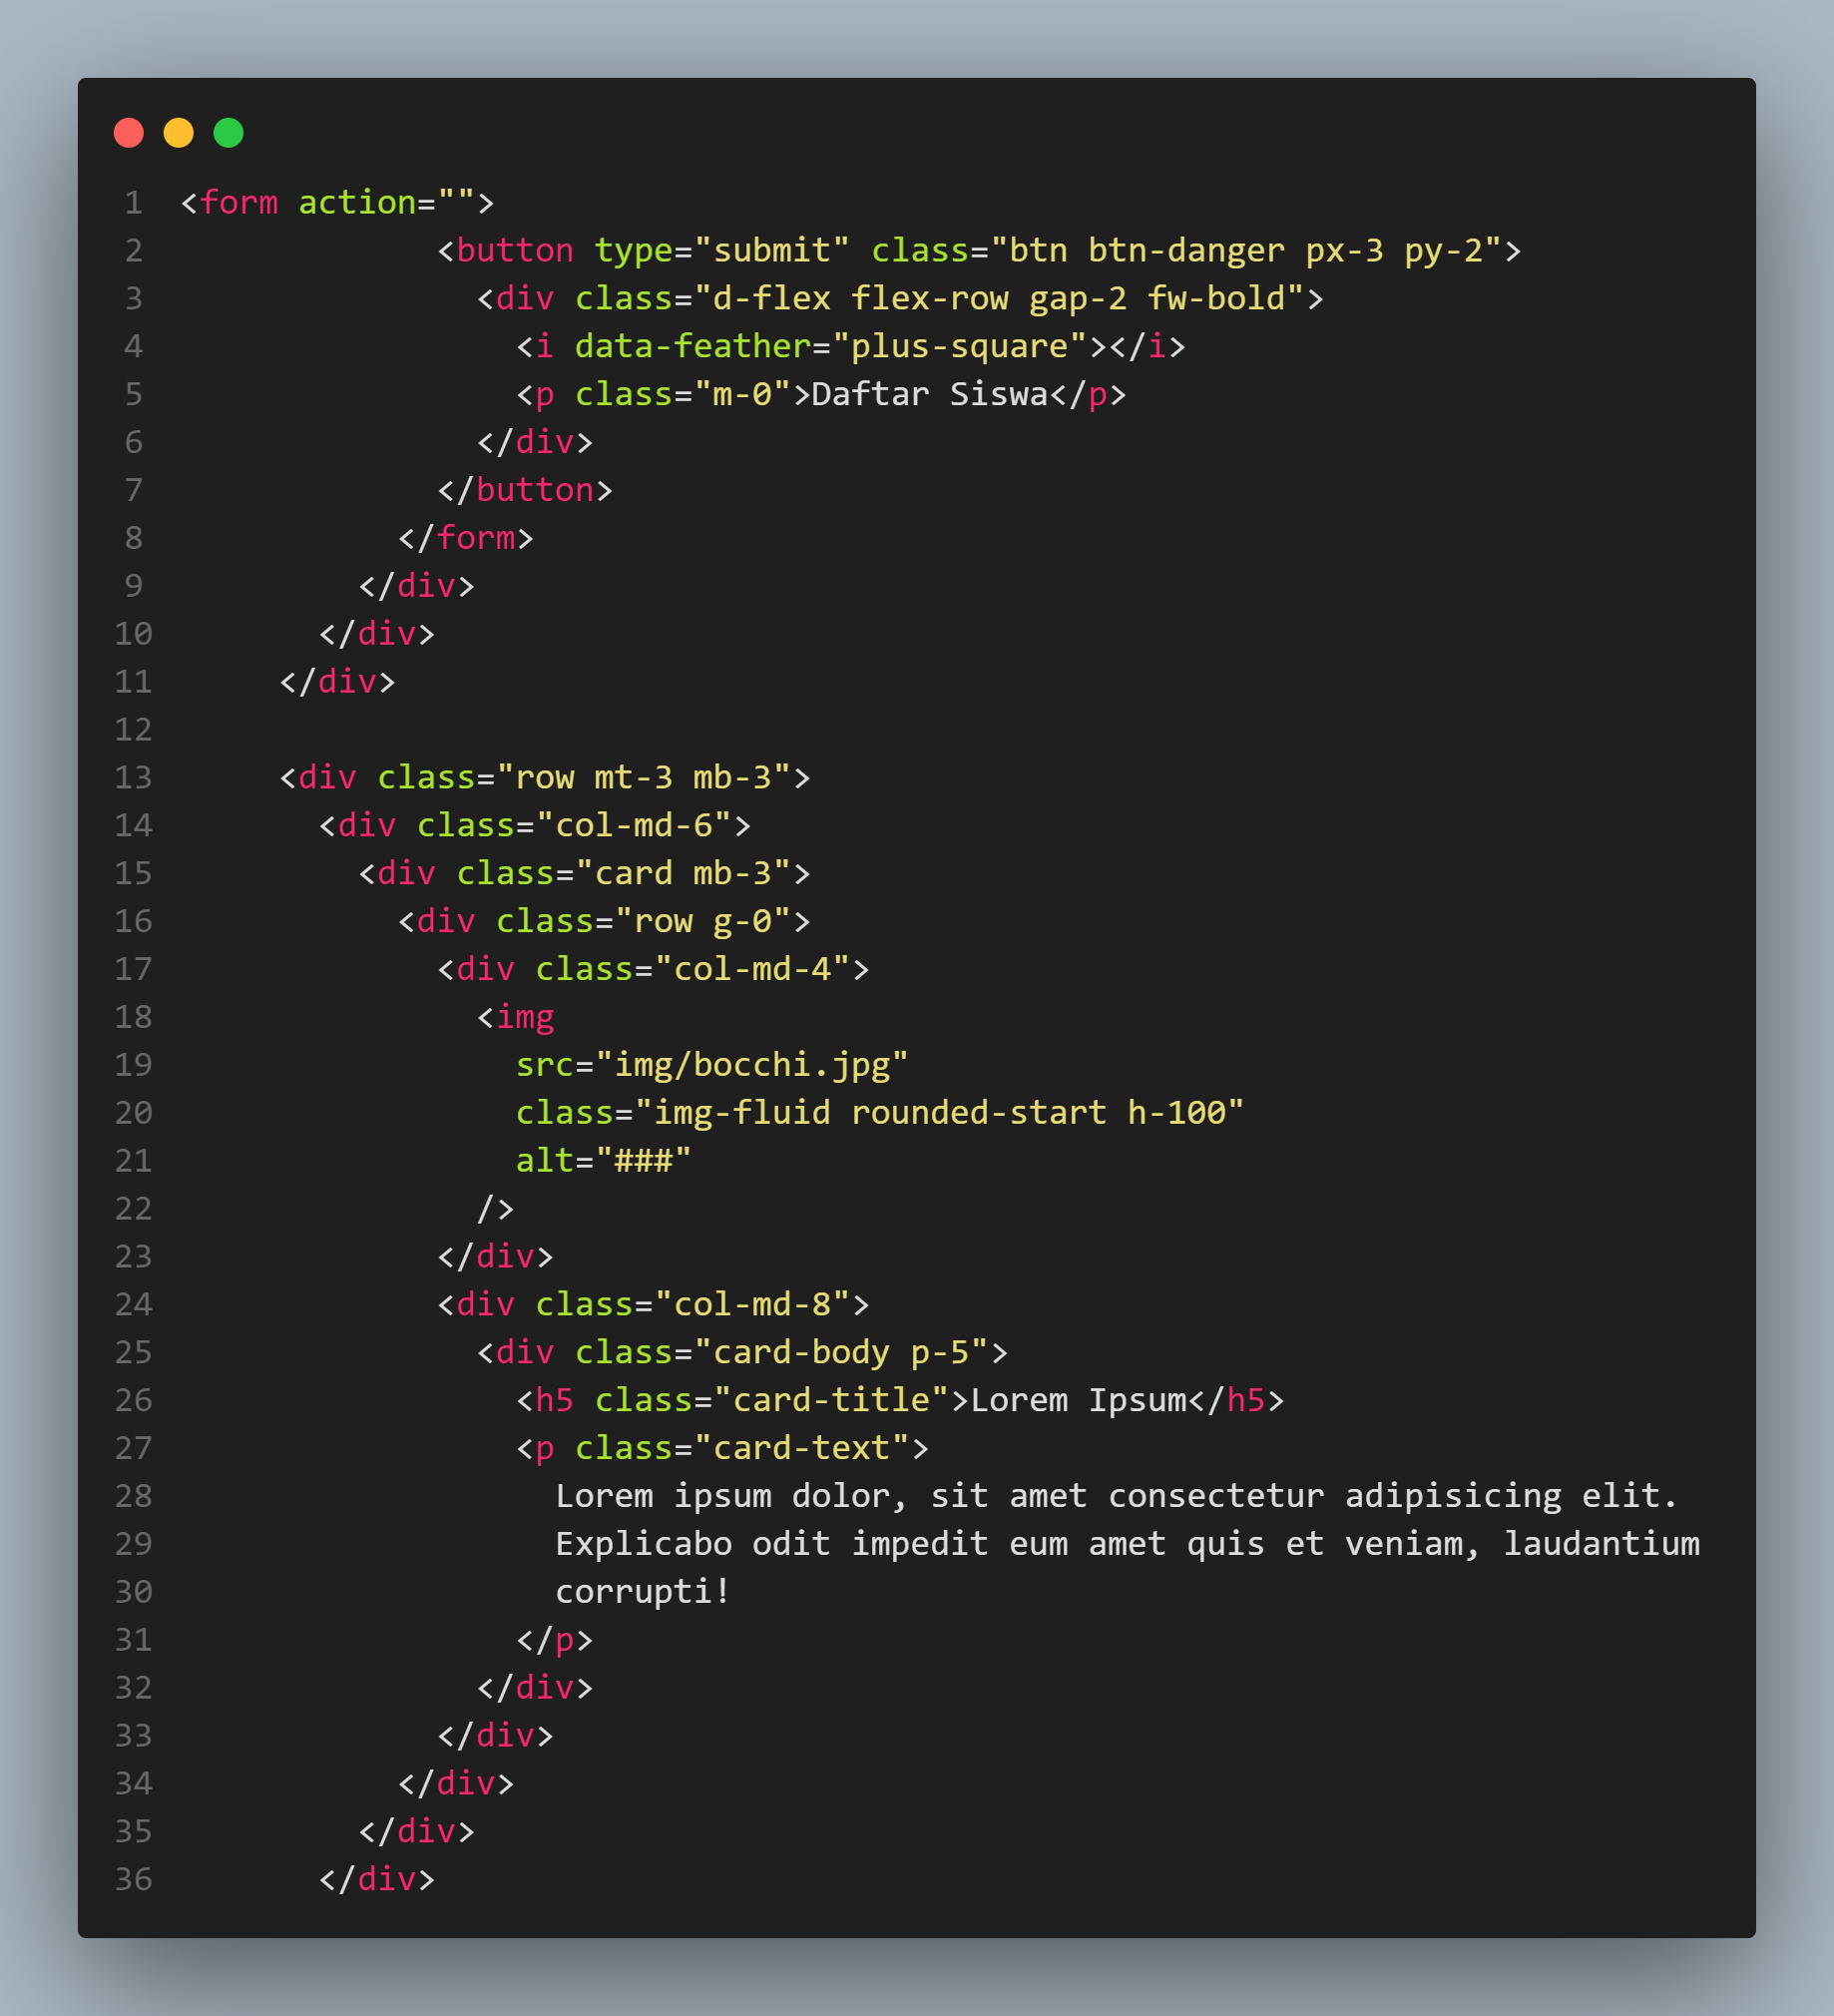 1 <form action="">
2 <button type="submit" class="btn btn-danger px-3 py-2">
3 <div class="d-flex flex-row gap-2 fw-bold">
4 <i data-feather="plus-square"></i>
5 <p class="m-0">Daftar Siswa</p>
6 </div>
7 </button>
8 </form>
9 </div>
10 </div>
11 </div>
12
13 <div class="row mt-3 mb-3">
14 <div class="col-md-6">
15 <div class="card mb-3">
16 <div class="row g-0">
17 <div class="col-md-4">
18 <img
19 src="img/bocchi.jpg"
20 class="img-fluid rounded-start h-100"
21 alt="###"
22 />
23 </div>
24 <div class="col-md-8">
25 <div class="card-body p-5">
26 <h5 class="card-title">Lorem Ipsum</h5>
27 <p class="card-text">
28 Lorem ipsum dolor, sit amet consectetur adipisicing elit.
29 Explicabo odit impedit eum amet quis et veniam, laudantium
30 corrupti!
31 </p>
32 </div>
33 </div>
34 </div>
35 </div>
36 </div>